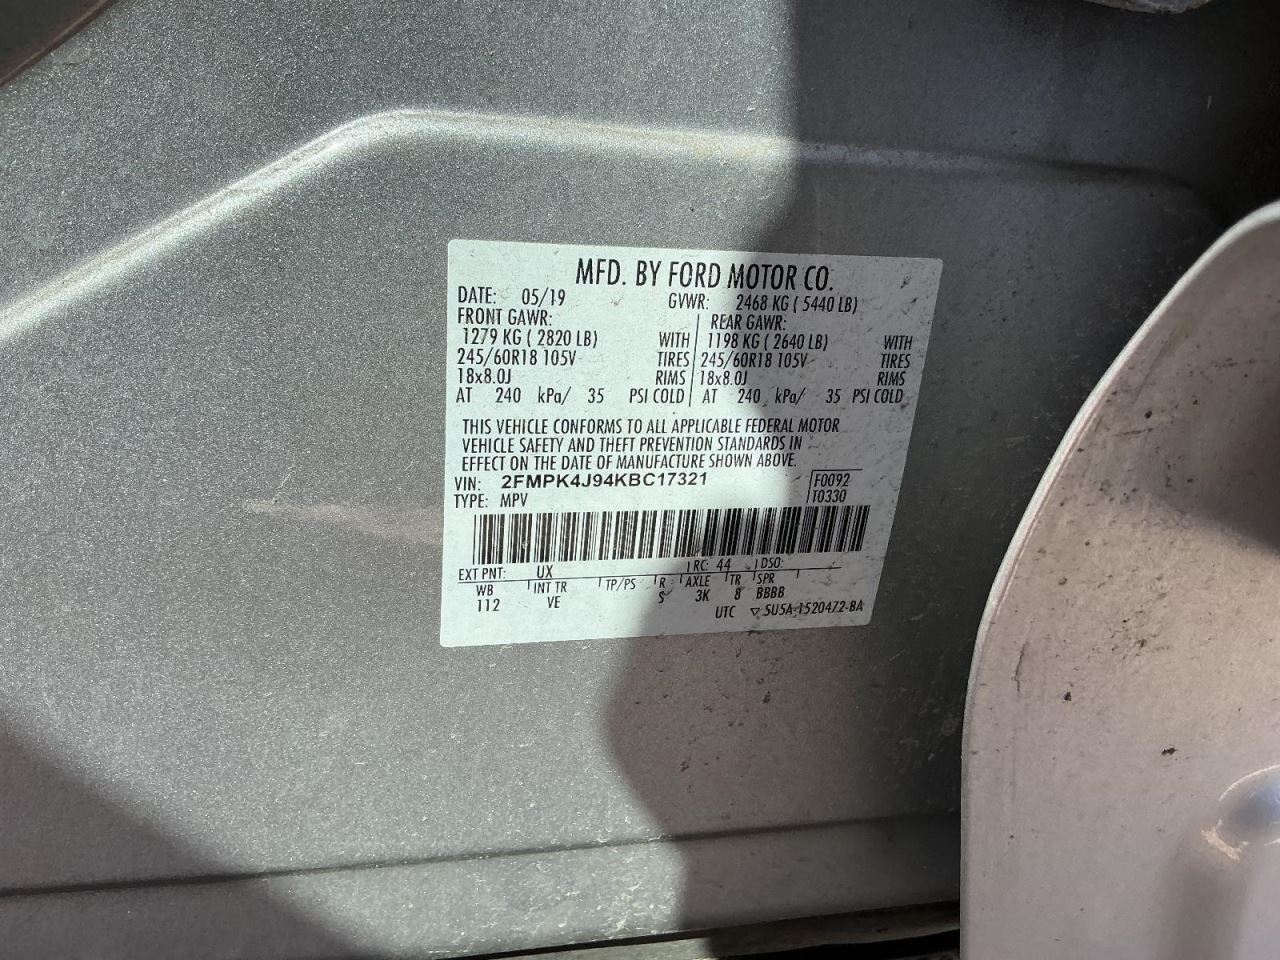 MFD. BY FORD MOTOR CO.
DATE: 05/19 GVWR: 2468 KG ( 5440 LB)
FRONT GAWR: REAR GAWR:
1279 KG ( 2820 LB) WITH 1198 KG ( 2640 LB) WITH
245/60R18 105V TIRES 245/60R18 105V TIRES
18x8.0J RIMS 18x8.0J RIMS
AT 240 kPa/ 35 PSI COLD AT 240 kPa/ 35 PSI COLD
THIS VEHICLE CONFORMS TO ALL APPLICABLE FEDERAL MOTOR
VEHICLE SAFETY AND THEFT PREVENTION STANDARDS IN
EFFECT ON THE DATE OF MANUFACTURE SHOWN ABOVE.
VIN: 2FMPK4J94KBC17321 F0092
TYPE: MPV T0330
EXT PNT: UX RC: 44 DSO:
WB INT TR TP/PS R AXLE TR SPR
112 VE S 3K 8 BBBB
UTC ▽ 5U5A-1520472-BA